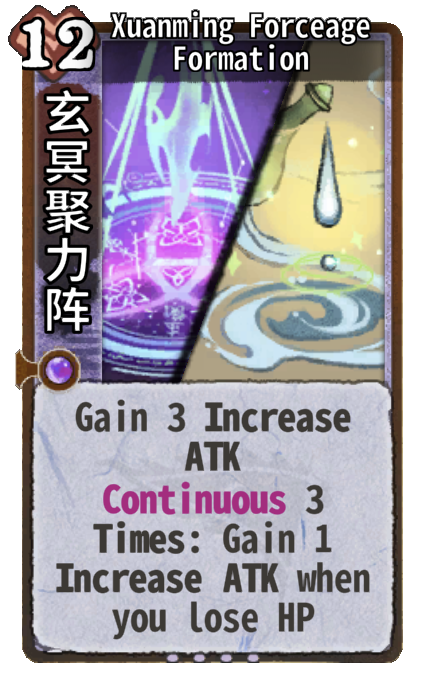 12
Xuanming Forceage
Formation
玄冥聚力阵
Gain 3 Increase
ATK
Continuous 3
Times: Gain 1
Increase ATK when
you lose HP